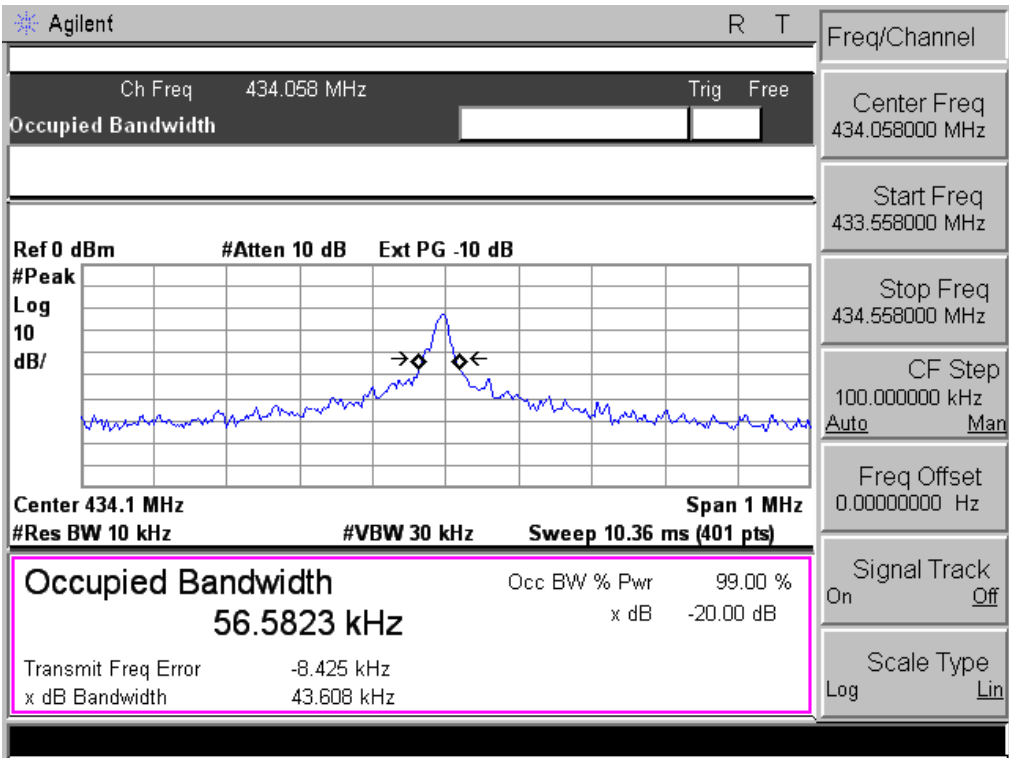 Agilent R T
Ch Freq 434.058 MHz Trig Free
Occupied Bandwidth
Ref 0 dBm #Atten 10 dB Ext PG -10 dB
#Peak
Log
10
dB/
Center 434.1 MHz Span 1 MHz
#Res BW 10 kHz #VBW 30 kHz Sweep 10.36 ms (401 pts)
Occupied Bandwidth Occ BW % Pwr 99.00 %
56.5823 kHz x dB -20.00 dB
Transmit Freq Error -8.425 kHz
x dB Bandwidth 43.608 kHz
Freq/Channel
Center Freq
434.058000 MHz
Start Freq
433.558000 MHz
Stop Freq
434.558000 MHz
CF Step
100.000000 kHz
Auto Man
Freq Offset
0.00000000 Hz
Signal Track
On Off
Scale Type
Log Lin